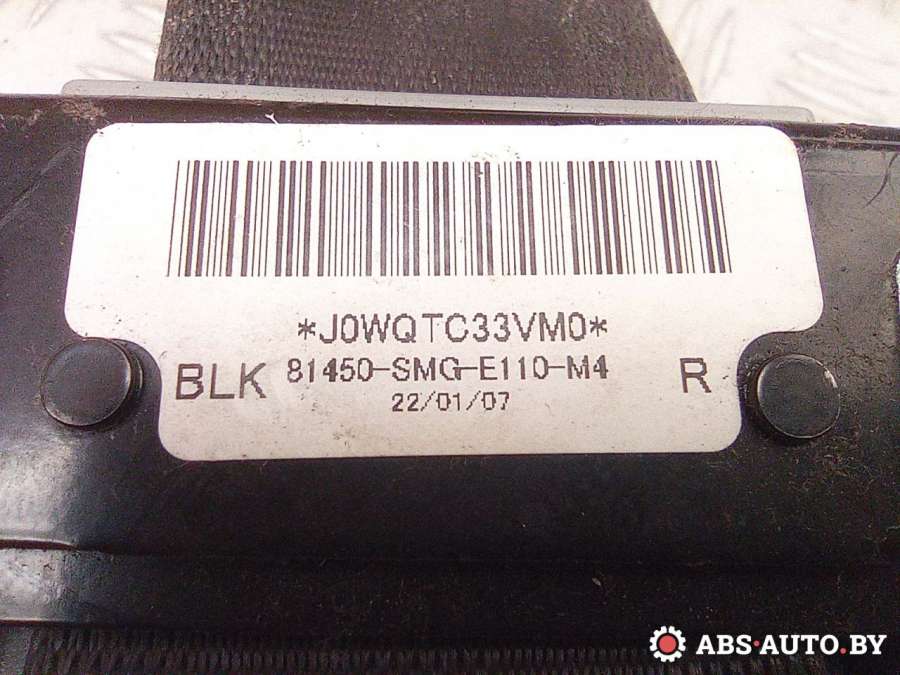 *J0WQTC33VM0*
BLK 81450-SMG-E110-M4 R
22/01/07
ABS-AUTO.BY